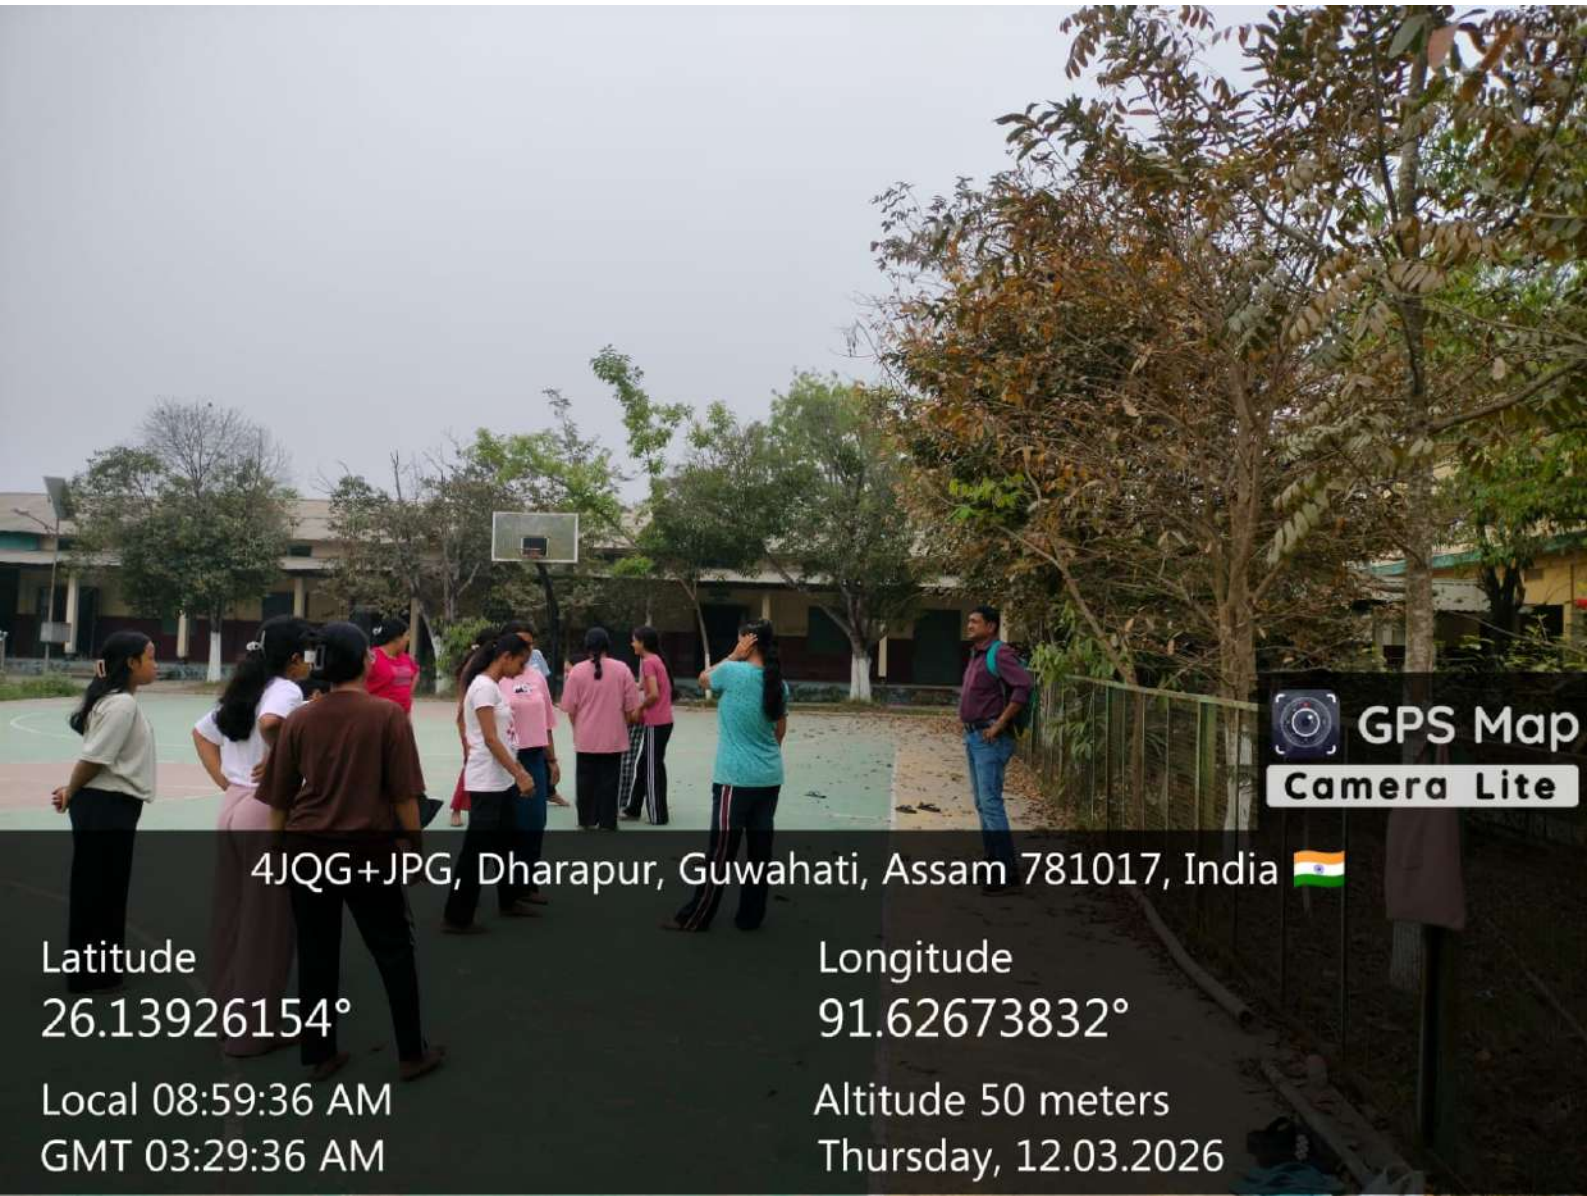 GPS Map
Camera Lite
4JQG+JPG, Dharapur, Guwahati, Assam 781017, India 🇮🇳
Latitude
26.13926154°
Longitude
91.62673832°
Local 08:59:36 AM
GMT 03:29:36 AM
Altitude 50 meters
Thursday, 12.03.2026